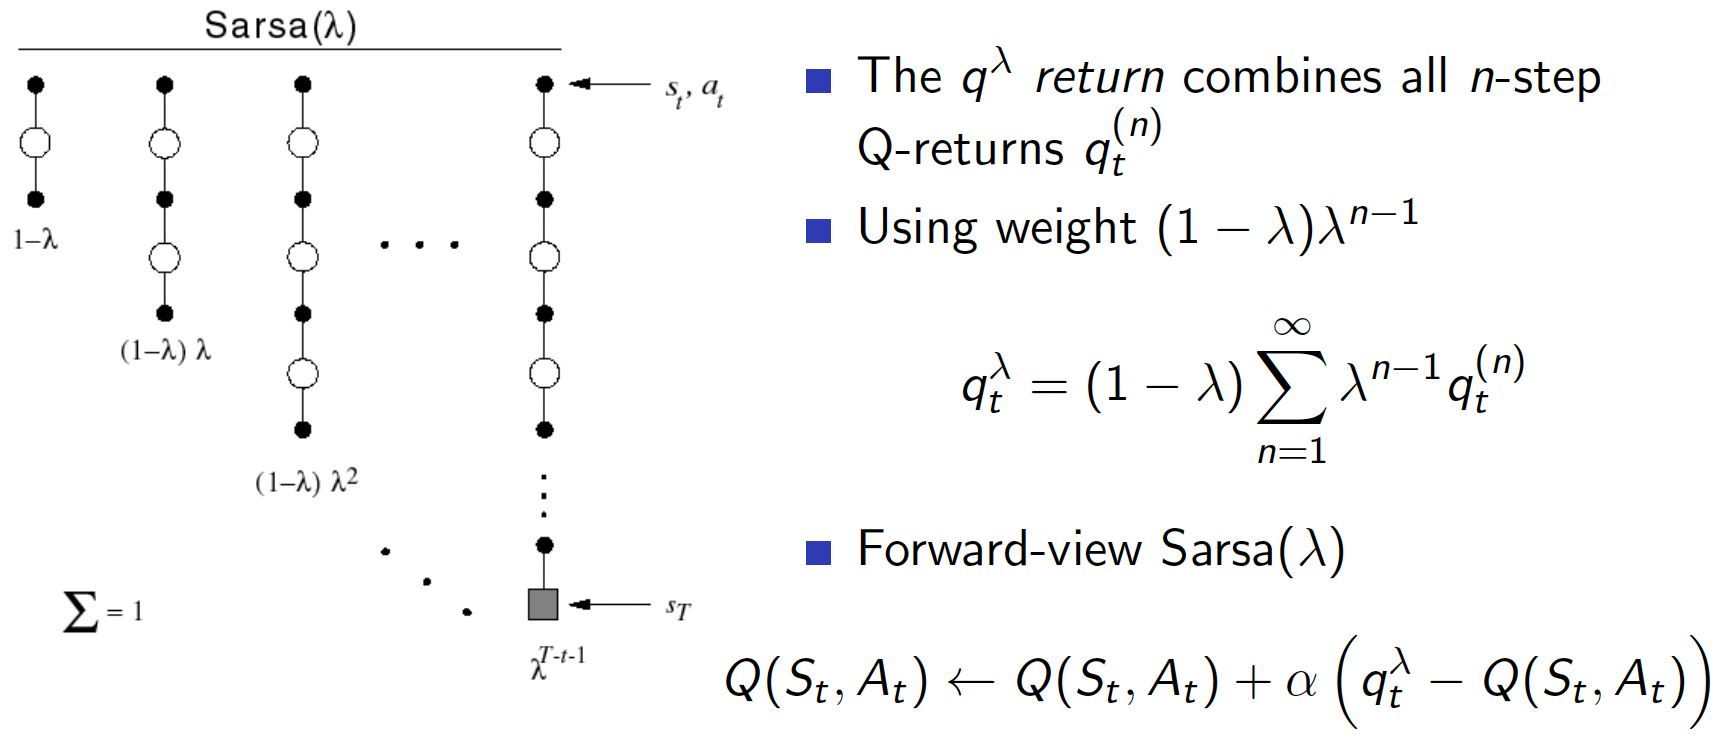 Sarsa(λ)
s_t, a_t
1–λ
(1–λ) λ
(1–λ) λ²
∑ = 1
s_T
λ^{T-t-1}
The q^λ return combines all n-step
Q-returns q_t^{(n)}
Using weight (1 − λ)λ^{n−1}
q_t^λ = (1 − λ) ∑_{n=1}^{∞} λ^{n−1} q_t^{(n)}
Forward-view Sarsa(λ)
Q(S_t, A_t) ← Q(S_t, A_t) + α (q_t^λ − Q(S_t, A_t))